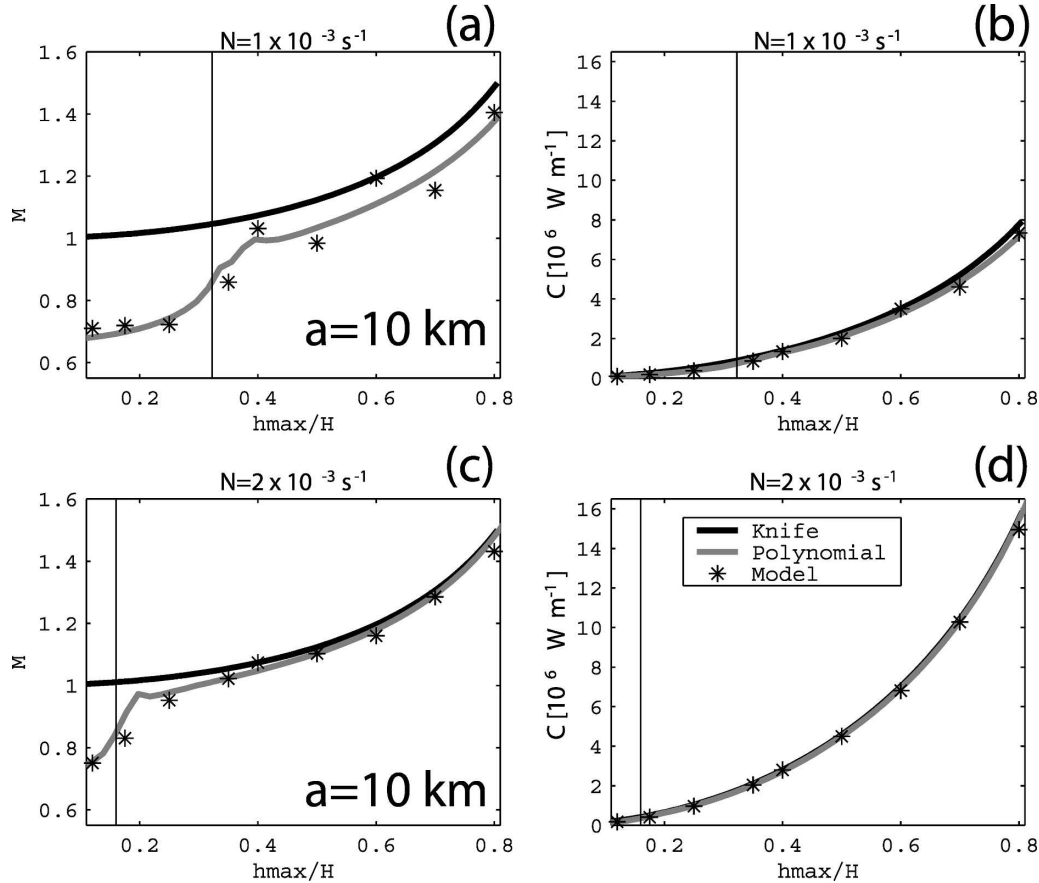 (a)
N=1 x 10 -3 s-1
1.6
1.4
1.2
1
0.8
0.6
M
a=10 km
0.2 0.4 0.6 0.8
hmax/H
(b)
N=1 x 10 -3 s-1
16
14
12
10
8
6
4
2
0
C [10 6 W m-1]
0.2 0.4 0.6 0.8
hmax/H
(c)
N=2 x 10 -3 s-1
1.6
1.4
1.2
1
0.8
0.6
M
a=10 km
0.2 0.4 0.6 0.8
hmax/H
(d)
N=2 x 10 -3 s-1
16
14
12
10
8
6
4
2
0
C [10 6 W m-1]
Knife
Polynomial
Model
0.2 0.4 0.6 0.8
hmax/H